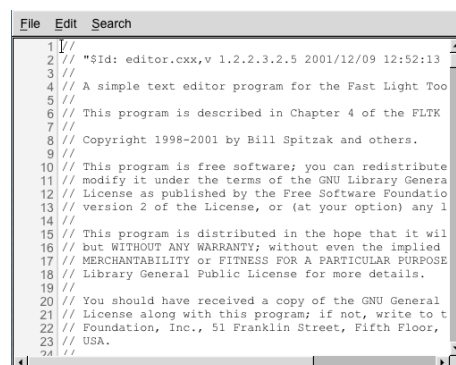 File Edit Search
1 //
2 // "$Id: editor.cxx,v 1.2.2.3.2.5 2001/12/09 12:52:13
3 //
4 // A simple text editor program for the Fast Light Too
5 //
6 // This program is described in Chapter 4 of the FLTK
7 //
8 // Copyright 1998-2001 by Bill Spitzak and others.
9 //
10 // This program is free software; you can redistribute
11 // modify it under the terms of the GNU Library Genera
12 // License as published by the Free Software Foundatio
13 // version 2 of the License, or (at your option) any l
14 //
15 // This program is distributed in the hope that it wil
16 // but WITHOUT ANY WARRANTY; without even the implied
17 // MERCHANTABILITY or FITNESS FOR A PARTICULAR PURPOSE
18 // Library General Public License for more details.
19 //
20 // You should have received a copy of the GNU General
21 // License along with this program; if not, write to t
22 // Foundation, Inc., 51 Franklin Street, Fifth Floor,
23 // USA.
24 //